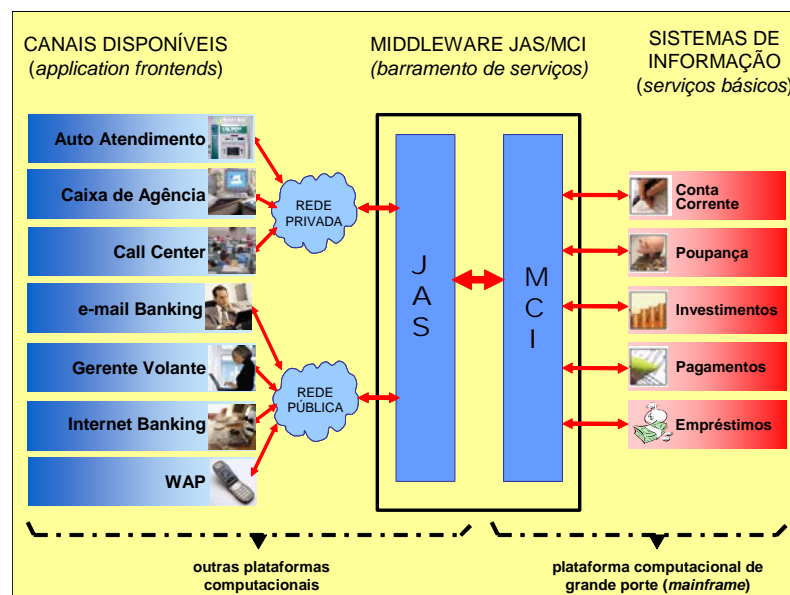 CANAIS DISPONÍVEIS
(application frontends)
MIDDLEWARE JAS/MCI
(barramento de serviços)
SISTEMAS DE
INFORMAÇÃO
(serviços básicos)
Auto Atendimento
Caixa de Agência
Call Center
e-mail Banking
Gerente Volante
Internet Banking
WAP
REDE
PRIVADA
REDE
PÚBLICA
J
A
S
M
C
I
Conta
Corrente
Poupança
Investimentos
Pagamentos
Empréstimos
outras plataformas
computacionais
plataforma computacional de
grande porte (mainframe)